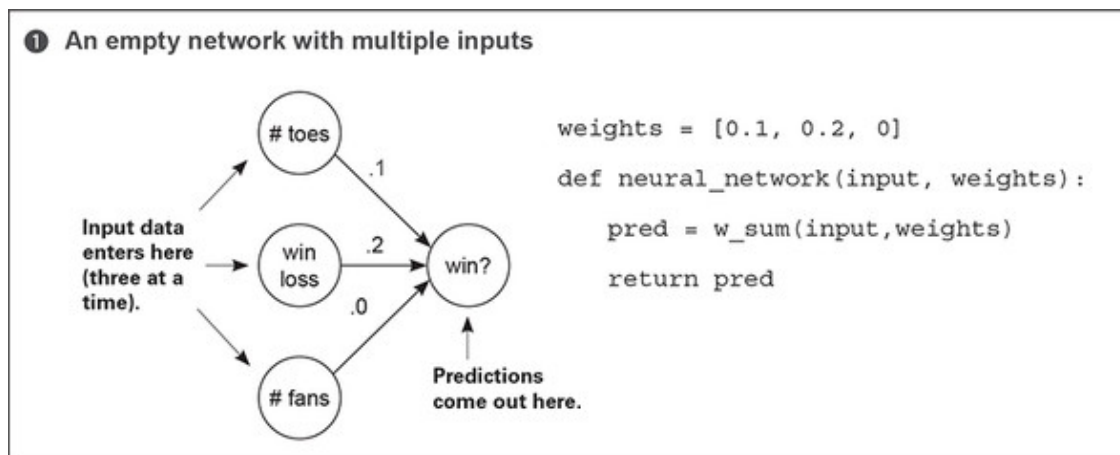 ❶ An empty network with multiple inputs
# toes
.1
Input data
enters here
(three at a
time).
win
loss
.2
win?
.0
# fans
Predictions
come out here.
weights = [0.1, 0.2, 0]
def neural_network(input, weights):
pred = w_sum(input,weights)
return pred